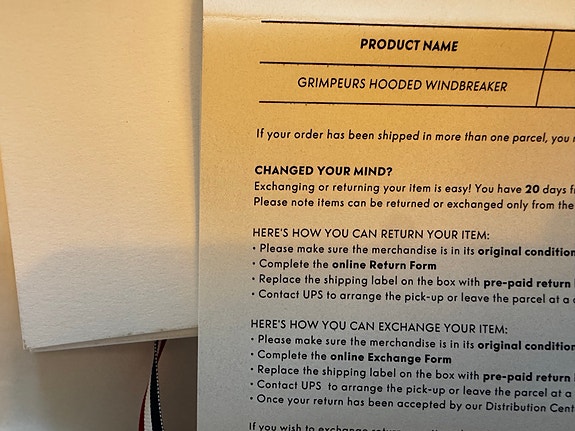 PRODUCT NAME
GRIMPEURS HOODED WINDBREAKER
If your order has been shipped in more than one parcel, you
CHANGED YOUR MIND?
Exchanging or returning your item is easy! You have 20 days
Please note items can be returned or exchanged only from the
HERE'S HOW YOU CAN RETURN YOUR ITEM:
• Please make sure the merchandise is in its original condition
• Complete the online Return Form
• Replace the shipping label on the box with pre-paid return
• Contact UPS to arrange the pick-up or leave the parcel at a
HERE'S HOW YOU CAN EXCHANGE YOUR ITEM:
• Please make sure the merchandise is in its original condition
• Complete the online Exchange Form
• Replace the shipping label on the box with pre-paid return
• Contact UPS to arrange the pick-up or leave the parcel at a
• Once your return has been accepted by our Distribution Cent
If you wish to exchange